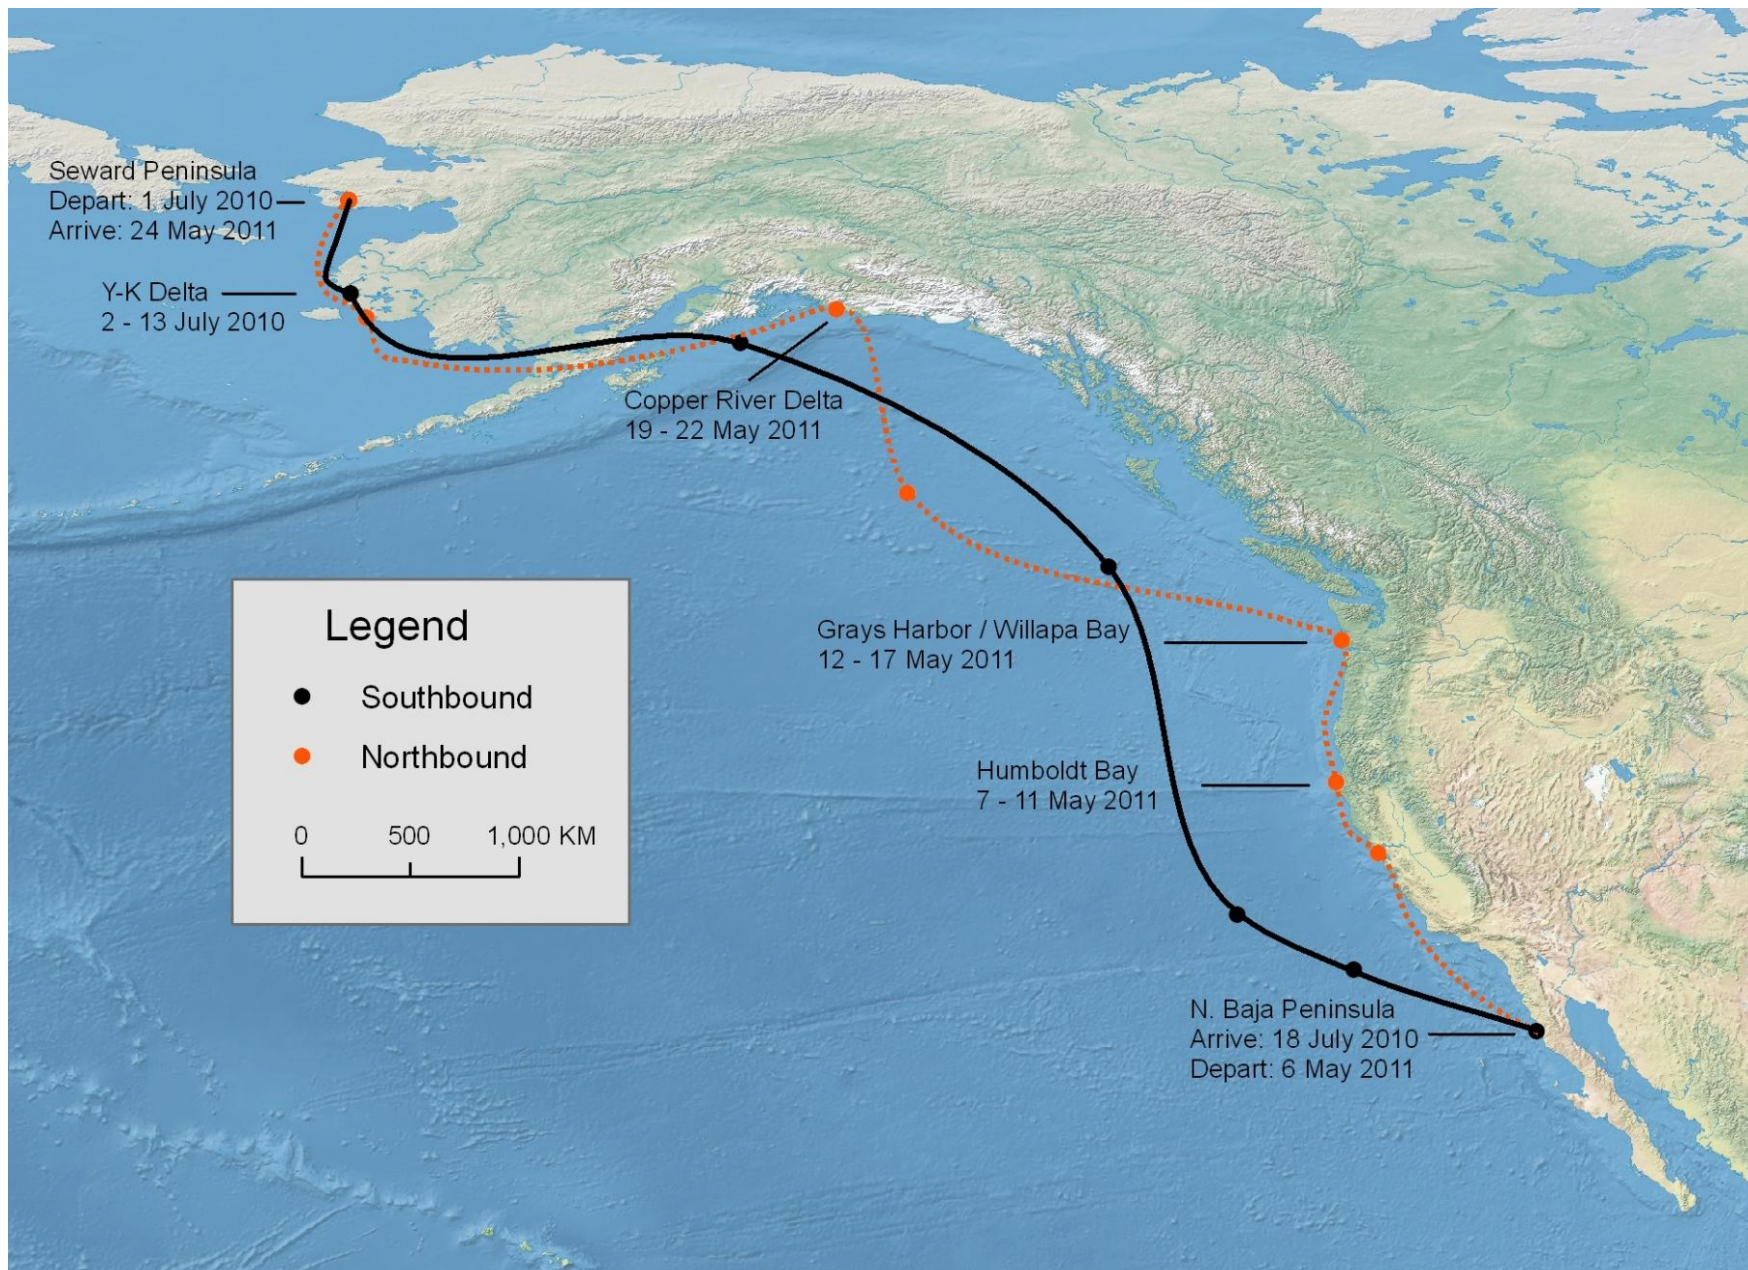 Seward Peninsula
Depart: 1 July 2010
Arrive: 24 May 2011
Y-K Delta
2 - 13 July 2010
Copper River Delta
19 - 22 May 2011
Grays Harbor / Willapa Bay
12 - 17 May 2011
Humboldt Bay
7 - 11 May 2011
N. Baja Peninsula
Arrive: 18 July 2010
Depart: 6 May 2011
Legend
Southbound
Northbound
0 500 1,000 KM